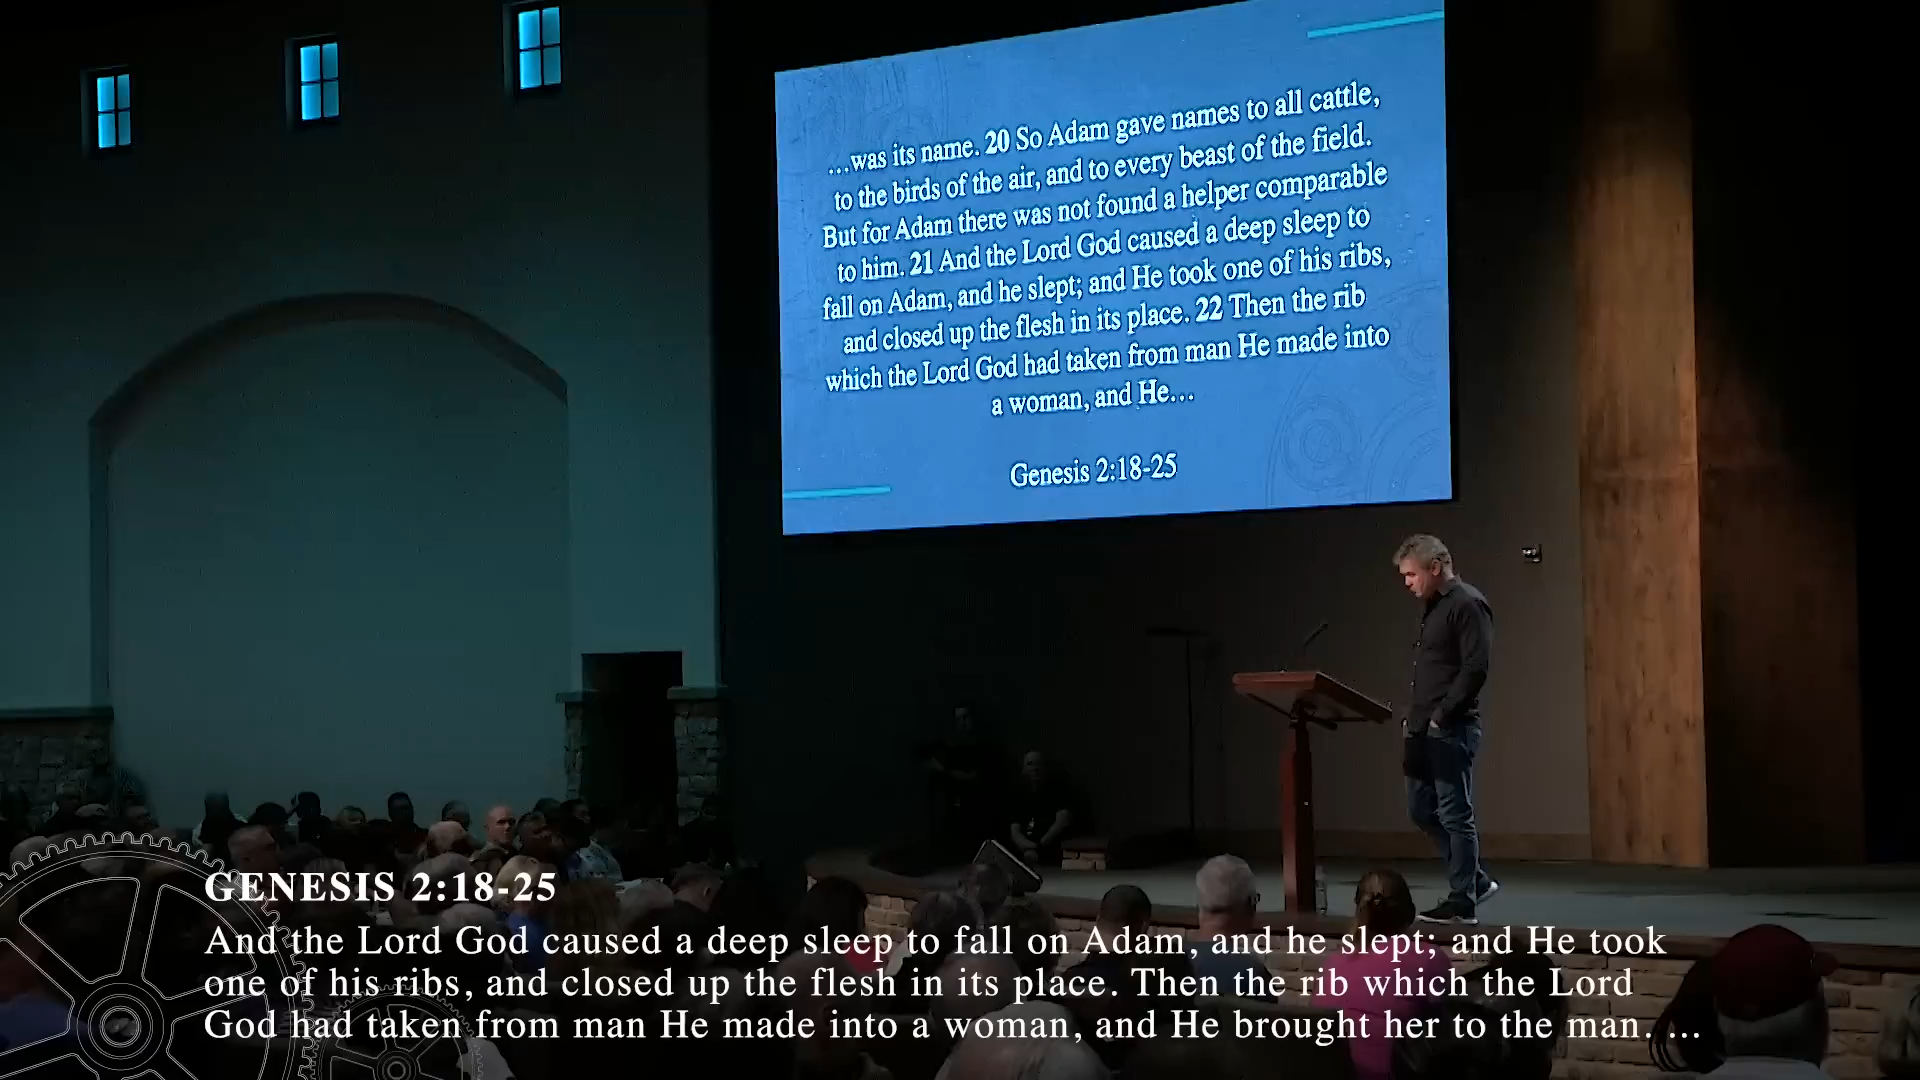 ...was its name. 20 So Adam gave names to all cattle,
to the birds of the air, and to every beast of the field.
But for Adam there was not found a helper comparable
to him. 21 And the Lord God caused a deep sleep to
fall on Adam, and he slept; and He took one of his ribs,
and closed up the flesh in its place. 22 Then the rib
which the Lord God had taken from man He made into
a woman, and He...
Genesis 2:18-25
GENESIS 2:18-25
And the Lord God caused a deep sleep to fall on Adam, and he slept; and He took
one of his ribs, and closed up the flesh in its place. Then the rib which the Lord
God had taken from man He made into a woman, and He brought her to the man. ...